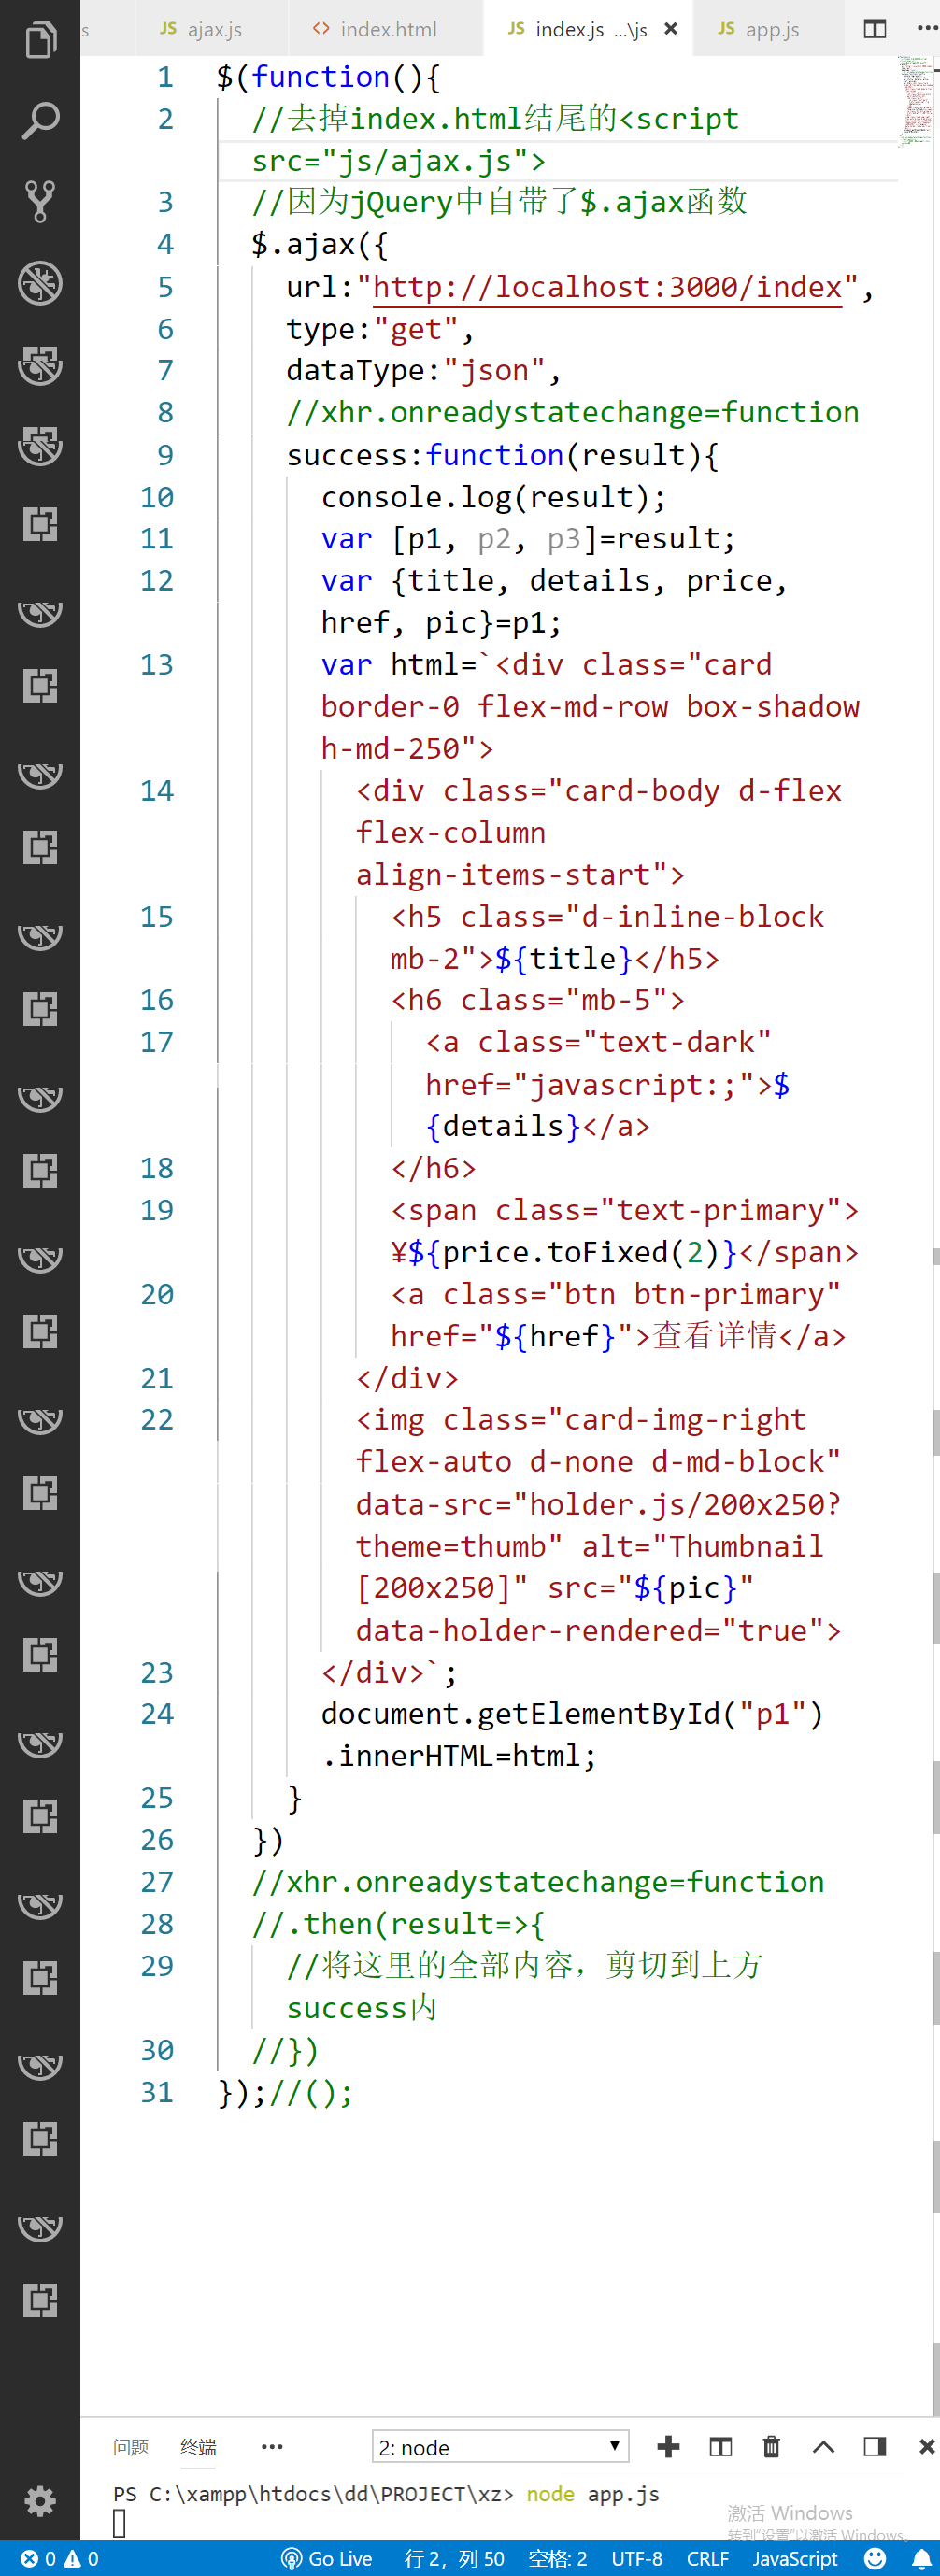 s JS ajax.js <> index.html JS index.js ...\js × JS app.js ...
1 $(function(){
2 //去掉index.html结尾的<script
src="js/ajax.js">
3 //因为jQuery中自带了$.ajax函数
4 $.ajax({
5 url:"http://localhost:3000/index",
6 type:"get",
7 dataType:"json",
8 //xhr.onreadystatechange=function
9 success:function(result){
10 console.log(result);
11 var [p1, p2, p3]=result;
12 var {title, details, price,
href, pic}=p1;
13 var html=`<div class="card
border-0 flex-md-row box-shadow
h-md-250">
14 <div class="card-body d-flex
flex-column
align-items-start">
15 <h5 class="d-inline-block
mb-2">${title}</h5>
16 <h6 class="mb-5">
17 <a class="text-dark"
href="javascript:;">$
{details}</a>
18 </h6>
19 <span class="text-primary">
¥${price.toFixed(2)}</span>
20 <a class="btn btn-primary"
href="${href}">查看详情</a>
21 </div>
22 <img class="card-img-right
flex-auto d-none d-md-block"
data-src="holder.js/200x250?
theme=thumb" alt="Thumbnail
[200x250]" src="${pic}"
data-holder-rendered="true">
23 </div>`;
24 document.getElementById("p1")
.innerHTML=html;
25 }
26 })
27 //xhr.onreadystatechange=function
28 //.then(result=>{
29 //将这里的全部内容，剪切到上方
success内
30 //})
31 });//();
问题 终端 ... 2: node
PS C:\xampp\htdocs\dd\PROJECT\xz> node app.js
激活 Windows
转到"设置"以激活 Windows。
0 0 Go Live 行 2，列 50 空格: 2 UTF-8 CRLF JavaScript